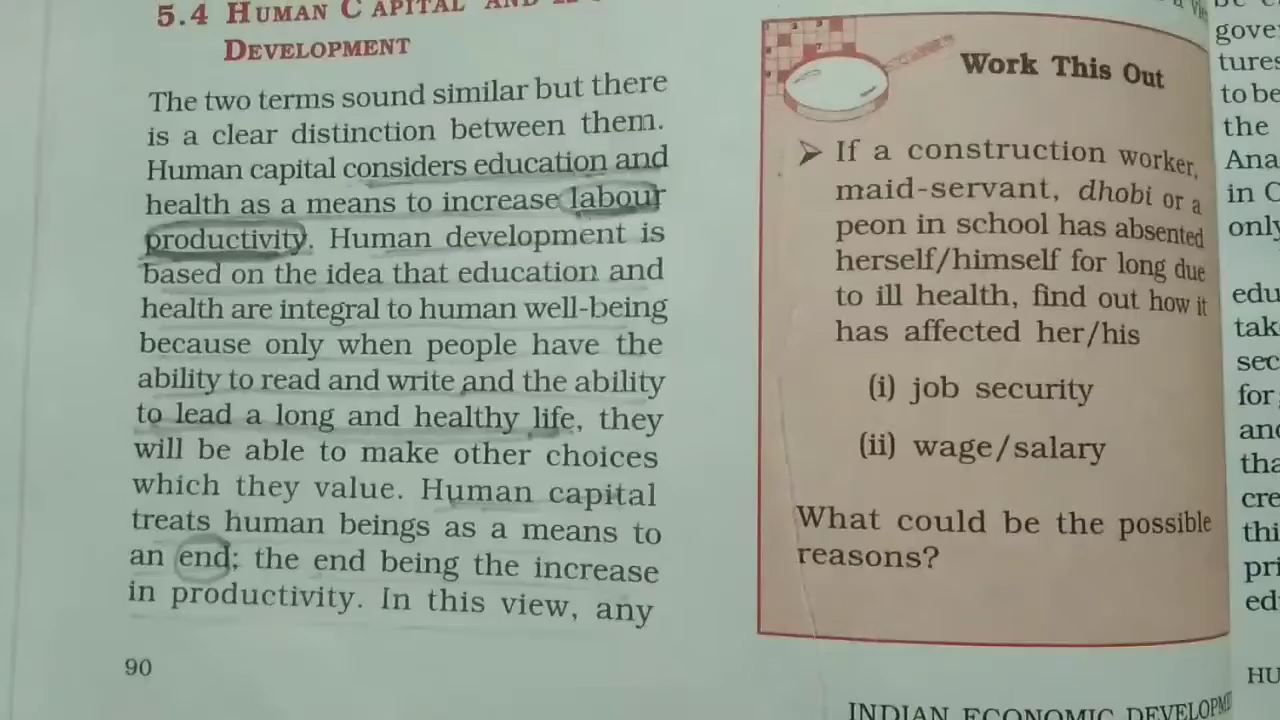 5.4 HUMAN CAPITAL AND
DEVELOPMENT
The two terms sound similar but there
is a clear distinction between them.
Human capital considers education and
health as a means to increase labour
productivity. Human development is
based on the idea that education and
health are integral to human well-being
because only when people have the
ability to read and write and the ability
to lead a long and healthy life, they
will be able to make other choices
which they value. Human capital
treats human beings as a means to
an end; the end being the increase
in productivity. In this view, any
90
Work This Out
➢ If a construction worker,
maid-servant, dhobi or a
peon in school has absented
herself/himself for long due
to ill health, find out how it
has affected her/his
(i) job security
(ii) wage/salary
What could be the possible
reasons?
INDIAN ECONOMIC DEVELOPM
gove
tures
to be
the
Ana
in C
only
edu
tak
sec
for
and
tha
cre
thi
pri
ed
HU